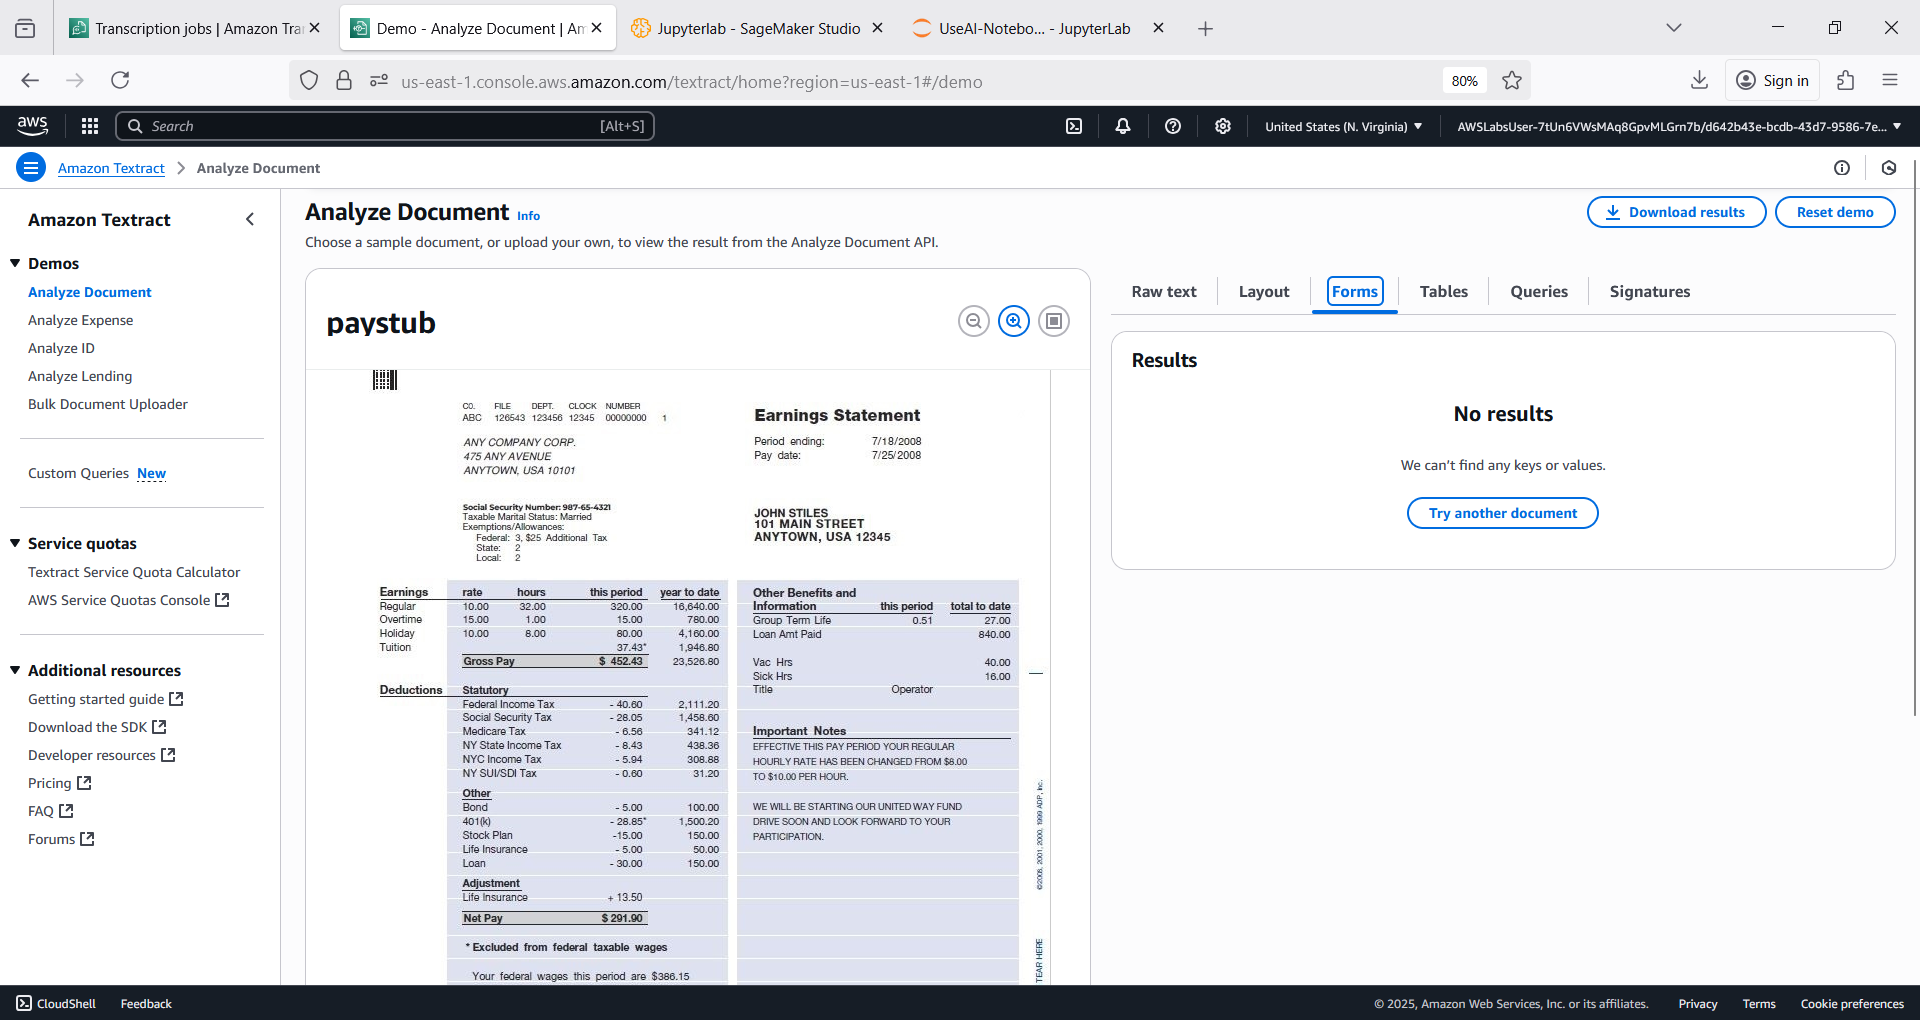 Transcription jobs | Amazon Tra
Demo - Analyze Document | Am
Jupyterlab - SageMaker Studio
UseAI-Notebo... - JupyterLab
us-east-1.console.aws.amazon.com/textract/home?region=us-east-1#/demo
80%
Sign in
aws
Search
[Alt+S]
United States (N. Virginia)
AWSLabsUser-7tUn6VWsMAq8GpvMLGrn7b/d642b43e-bcdb-43d7-9586-7e...
Amazon Textract
Analyze Document
Amazon Textract
Demos
Analyze Document
Analyze Expense
Analyze ID
Analyze Lending
Bulk Document Uploader
Custom Queries New
Service quotas
Textract Service Quota Calculator
AWS Service Quotas Console
Additional resources
Getting started guide
Download the SDK
Developer resources
Pricing
FAQ
Forums
Analyze Document Info
Choose a sample document, or upload your own, to view the result from the Analyze Document API.
Download results
Reset demo
paystub
CO. FILE DEPT. CLOCK NUMBER
ABC 126543 123456 12345 00000000 1
ANY COMPANY CORP.
475 ANY AVENUE
ANYTOWN, USA 10101
Earnings Statement
Period ending: 7/18/2008
Pay date: 7/25/2008
Social Security Number: 987-65-4321
Taxable Marital Status: Married
Exemptions/Allowances:
Federal: 3, $25 Additional Tax
State: 2
Local: 2
JOHN STILES
101 MAIN STREET
ANYTOWN, USA 12345
Earnings rate hours this period year to date
Regular 10.00 32.00 320.00 16,640.00
Overtime 15.00 1.00 15.00 780.00
Holiday 10.00 8.00 80.00 4,160.00
Tuition 37.43* 1,946.80
Gross Pay $ 452.43 23,526.80
Deductions Statutory
Federal Income Tax - 40.60 2,111.20
Social Security Tax - 28.05 1,458.60
Medicare Tax - 6.56 341.12
NY State Income Tax - 8.43 438.36
NYC Income Tax - 5.94 308.88
NY SUI/SDI Tax - 0.60 31.20
Other
Bond - 5.00 100.00
401(k) - 28.85* 1,500.20
Stock Plan -15.00 150.00
Life Insurance - 5.00 50.00
Loan - 30.00 150.00
Adjustment
Life Insurance + 13.50
Net Pay $ 291.90
* Excluded from federal taxable wages
Your federal wages this period are $386.15
Other Benefits and
Information this period total to date
Group Term Life 0.51 27.00
Loan Amt Paid 840.00
Vac Hrs 40.00
Sick Hrs 16.00
Title Operator
Important Notes
EFFECTIVE THIS PAY PERIOD YOUR REGULAR
HOURLY RATE HAS BEEN CHANGED FROM $8.00
TO $10.00 PER HOUR.
WE WILL BE STARTING OUR UNITED WAY FUND
DRIVE SOON AND LOOK FORWARD TO YOUR
PARTICIPATION.
©2008, 2001, 2000, 1999 ADP, Inc.
TEAR HERE
Raw text
Layout
Forms
Tables
Queries
Signatures
Results
No results
We can't find any keys or values.
Try another document
CloudShell
Feedback
© 2025, Amazon Web Services, Inc. or its affiliates.
Privacy
Terms
Cookie preferences